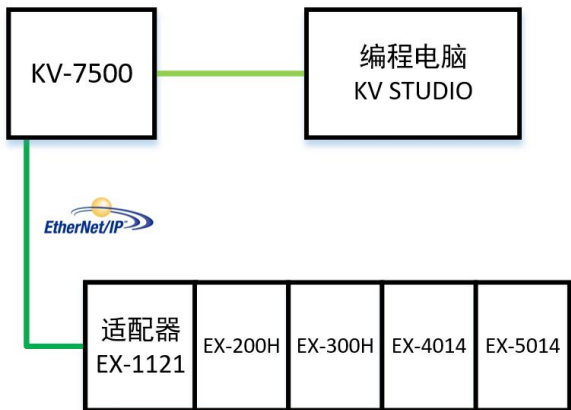 KV-7500
编程电脑
KV STUDIO
EtherNet/IP™
适配器
EX-1121
EX-200H
EX-300H
EX-4014
EX-5014